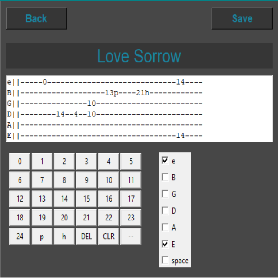 Back Save
Love Sorrow
e||-----0----------------------------14----
B||--------------------13p----21h----------
G||----------------10----------------------
D||--------14--4--10-----------------------
A||----------------------------------------
E||----------------------------------14----
0 1 2 3 4 5
6 7 8 9 10 11
12 13 14 15 16 17
18 19 20 21 22 23
24 p h DEL CLR --
e
B
G
D
A
E
space